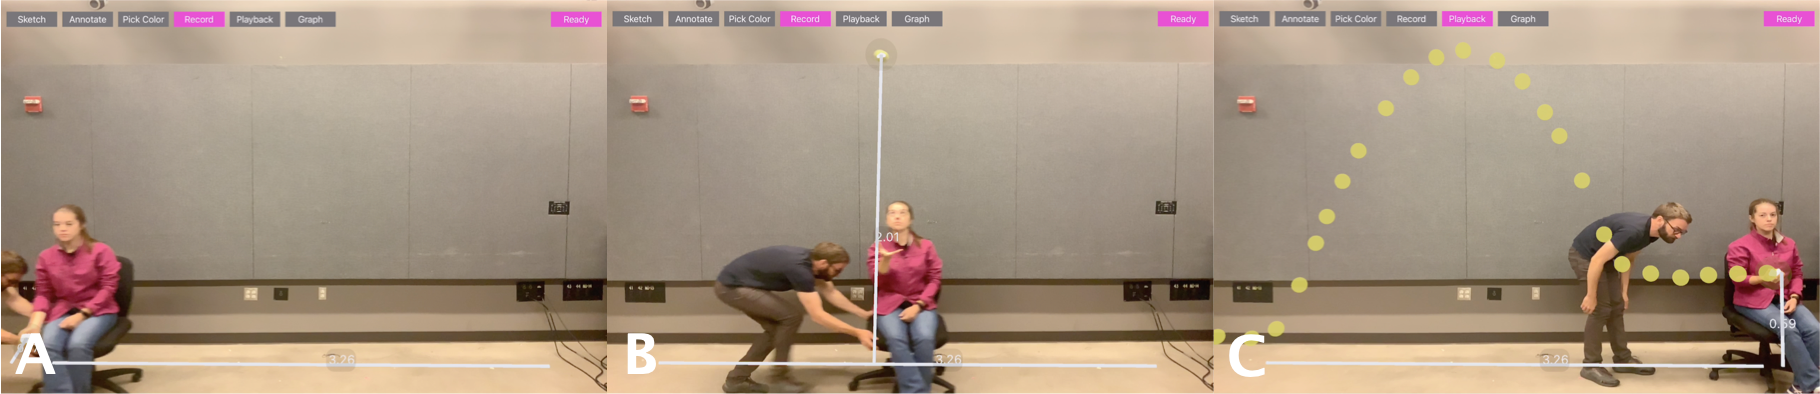 Sketch Annotate Pick Color Record Playback Graph Ready
A
3.26
Sketch Annotate Pick Color Record Playback Graph Ready
2.01
B
3.26
Sketch Annotate Pick Color Record Playback Graph Ready
0.59
C
3.26